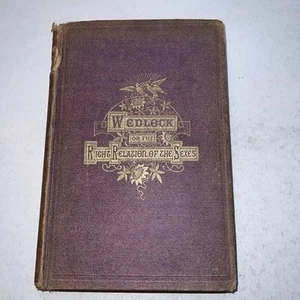 WEDLOCK
OR THE
RIGHT RELATION OF THE SEXES